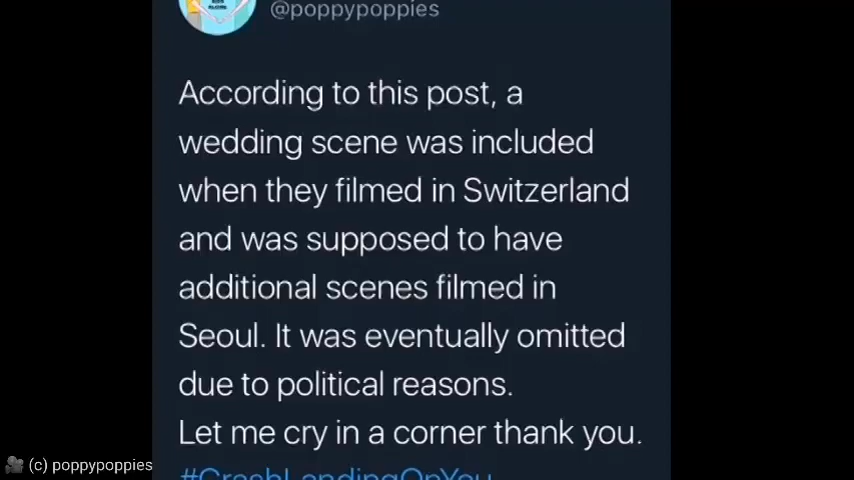 @poppypoppies
According to this post, a
wedding scene was included
when they filmed in Switzerland
and was supposed to have
additional scenes filmed in
Seoul. It was eventually omitted
due to political reasons.
Let me cry in a corner thank you.
#CrashLandingOnYou
(c) poppypoppies